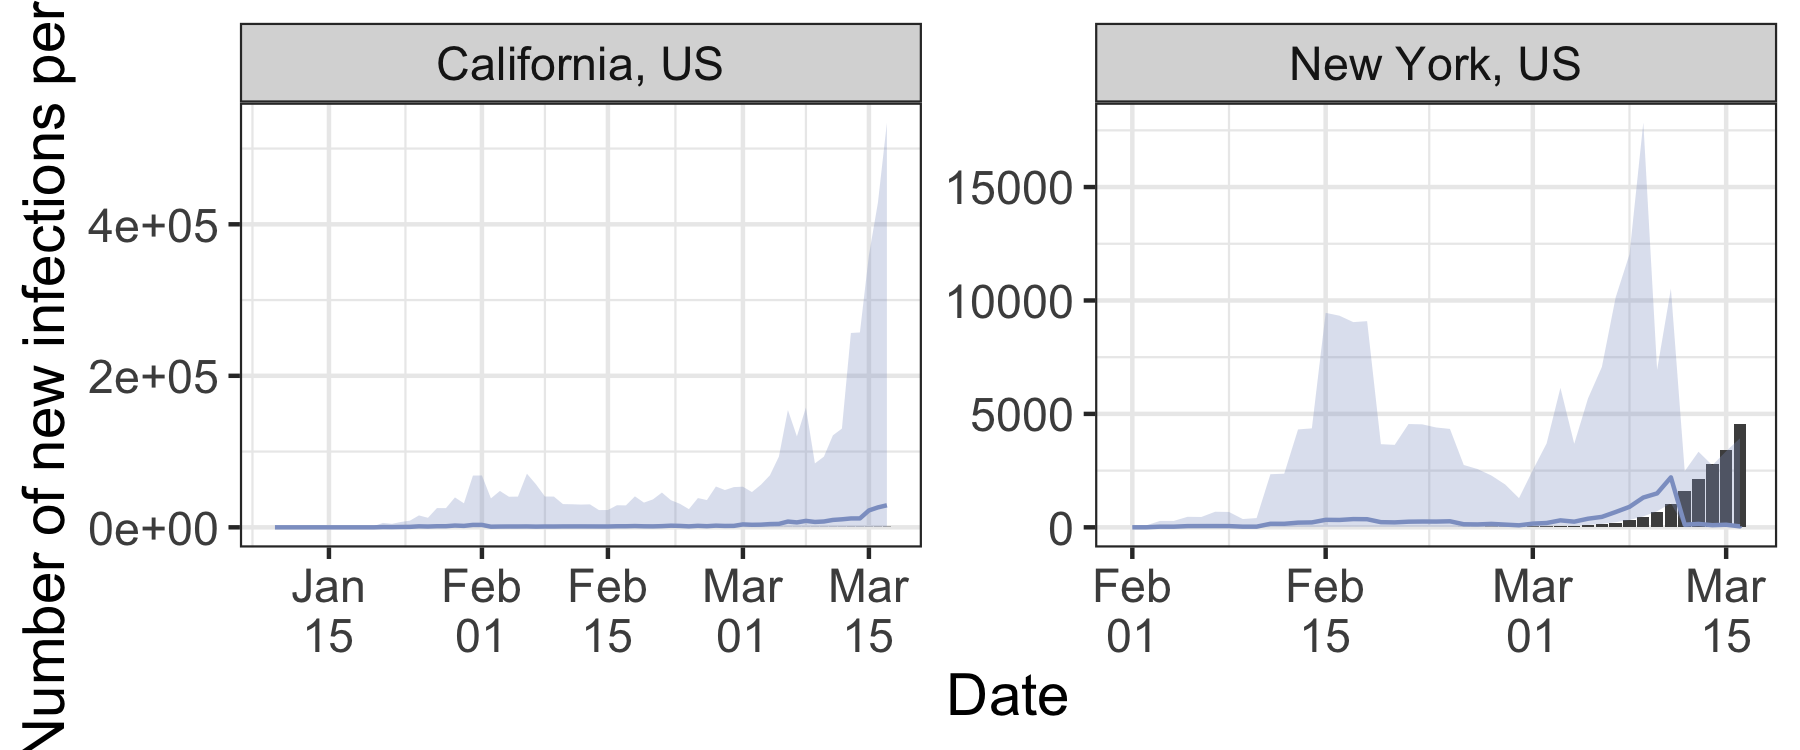 Number of new infections per
California, US
4e+05
2e+05
0e+00
Jan 15
Feb 01
Feb 15
Mar 01
Mar 15
New York, US
15000
10000
5000
0
Feb 01
Feb 15
Mar 01
Mar 15
Date